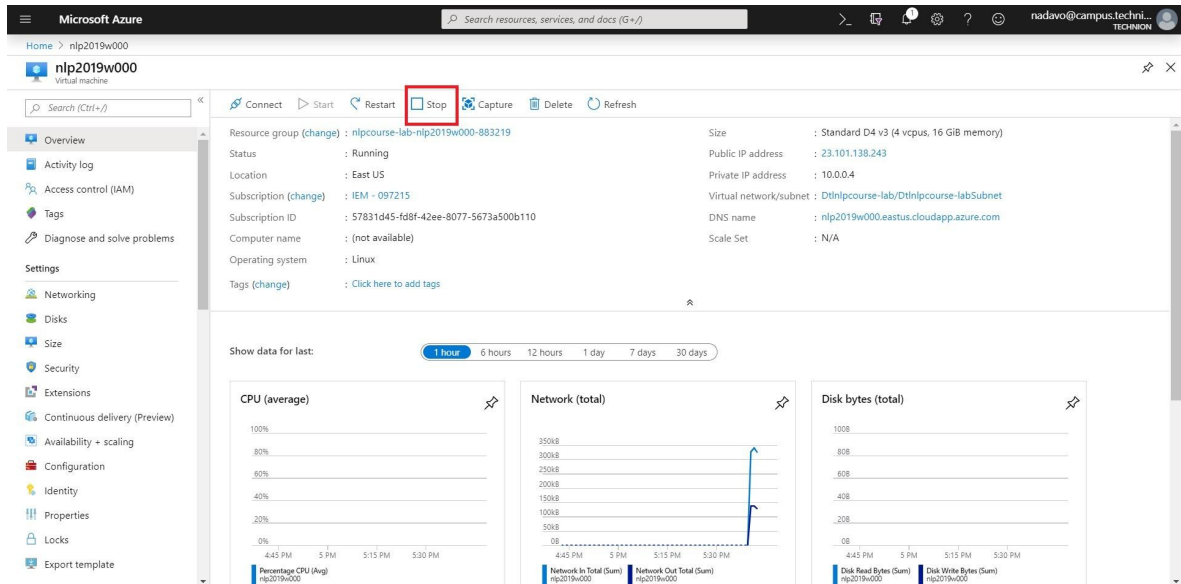 Microsoft Azure
Search resources, services, and docs (G+/)
1
nadavo@campus.techni...
TECHNION
Home > nlp2019w000
nlp2019w000
Virtual machine
Search (Ctrl+/)
Overview
Activity log
Access control (IAM)
Tags
Diagnose and solve problems
Settings
Networking
Disks
Size
Security
Extensions
Continuous delivery (Preview)
Availability + scaling
Configuration
Identity
Properties
Locks
Export template
Connect Start Restart Stop Capture Delete Refresh
Resource group (change) : nlpcourse-lab-nlp2019w000-883219
Status : Running
Location : East US
Subscription (change) : IEM - 097215
Subscription ID : 57831d45-fd8f-42ee-8077-5673a500b110
Computer name : (not available)
Operating system : Linux
Tags (change) : Click here to add tags
Size : Standard D4 v3 (4 vcpus, 16 GiB memory)
Public IP address : 23.101.138.243
Private IP address : 10.0.0.4
Virtual network/subnet : Dtlnlpcourse-lab/Dtlnlpcourse-labSubnet
DNS name : nlp2019w000.eastus.cloudapp.azure.com
Scale Set : N/A
Show data for last: 1 hour 6 hours 12 hours 1 day 7 days 30 days
CPU (average)
100%
80%
60%
40%
20%
0%
4:45 PM 5 PM 5:15 PM 5:30 PM
Percentage CPU (Avg)
nlp2019w000
Network (total)
350kB
300kB
250kB
200kB
150kB
100kB
50kB
0B
4:45 PM 5 PM 5:15 PM 5:30 PM
Network In Total (Sum) Network Out Total (Sum)
nlp2019w000 nlp2019w000
Disk bytes (total)
100B
80B
60B
40B
20B
0B
4:45 PM 5 PM 5:15 PM 5:30 PM
Disk Read Bytes (Sum) Disk Write Bytes (Sum)
nlp2019w000 nlp2019w000